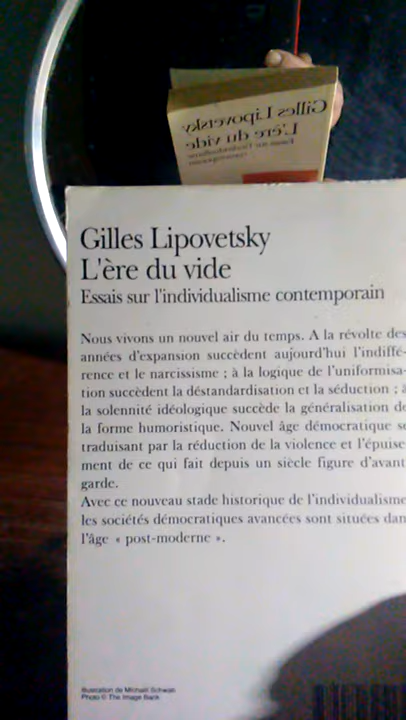 Gilles Lipovetsky
L'ère du vide
Essais sur l'individualisme
contemporain
Gilles Lipovetsky
L'ère du vide
Essais sur l'individualisme contemporain
Nous vivons un nouvel air du temps. A la révolte des
années d'expansion succèdent aujourd'hui l'indiffé-
rence et le narcissisme ; à la logique de l'uniformisa-
tion succèdent la déstandardisation et la séduction ; à
la solennité idéologique succède la généralisation de
la forme humoristique. Nouvel âge démocratique se
traduisant par la réduction de la violence et l'épuise-
ment de ce qui fait depuis un siècle figure d'avant
garde.
Avec ce nouveau stade historique de l'individualisme
les sociétés démocratiques avancées sont situées dan
l'âge « post-moderne ».
Illustration de Michael Schwab
Photo © The Image Bank